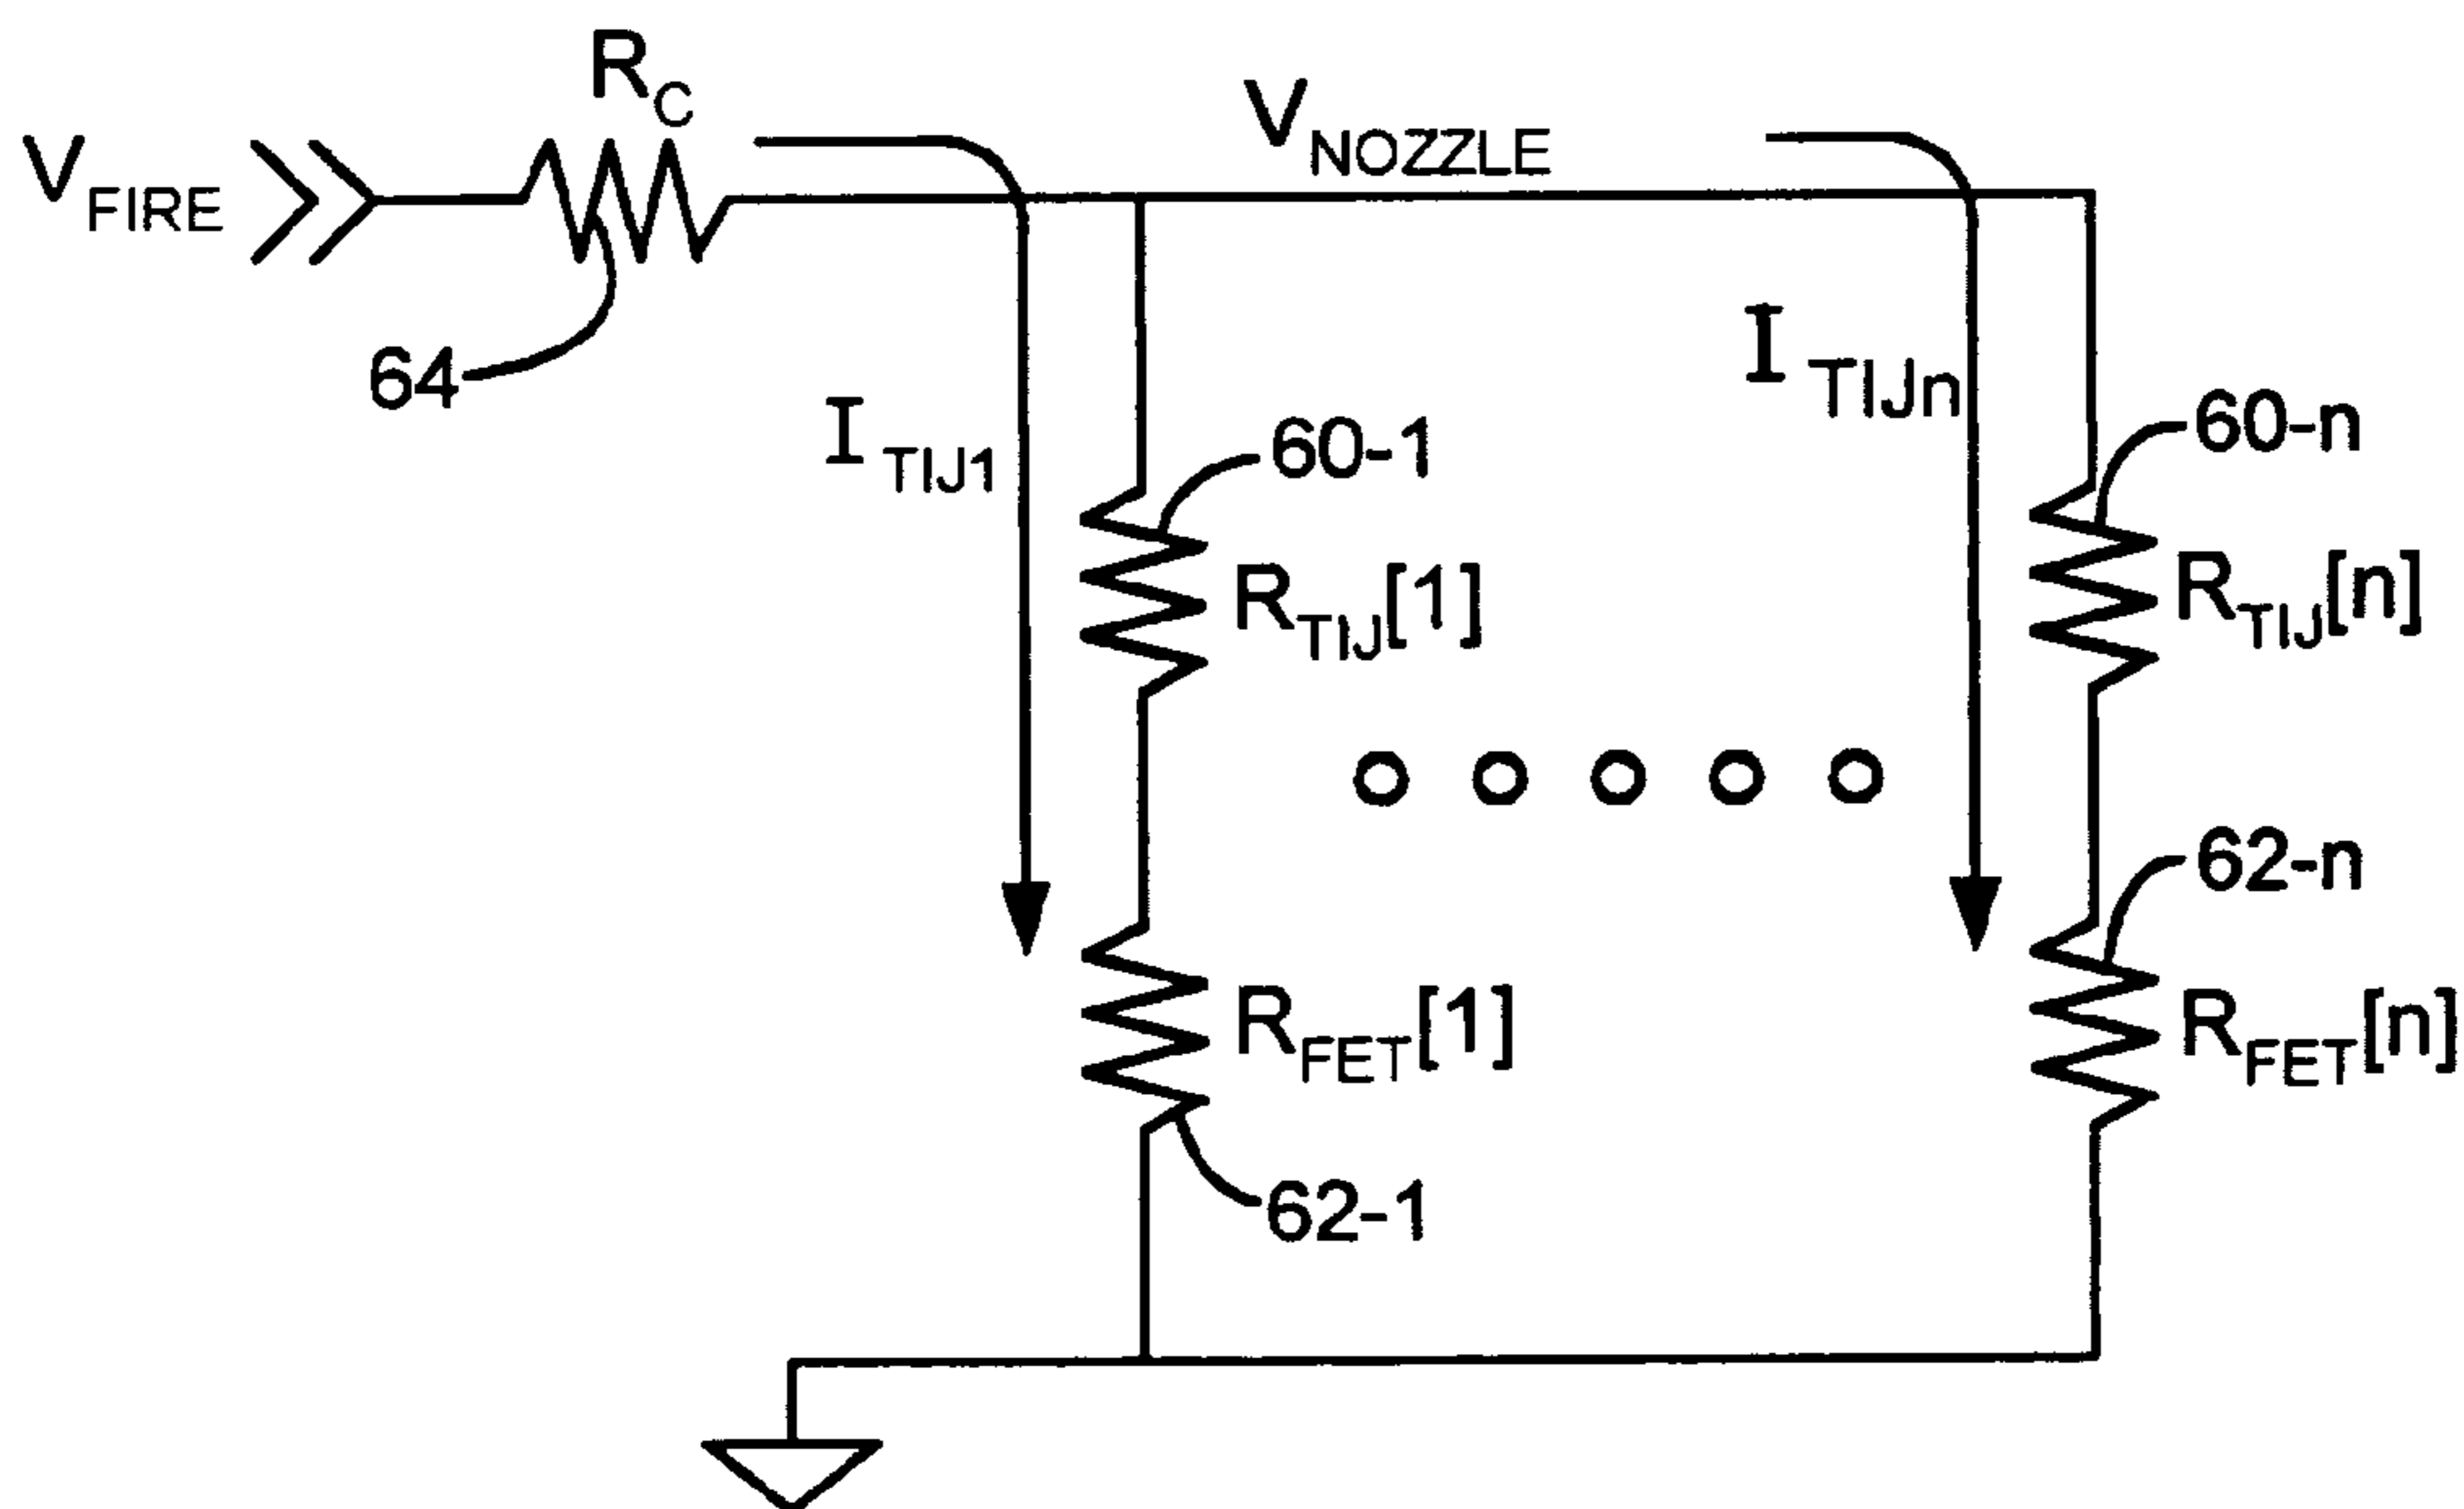 R_C
V_FIRE
V_NOZZLE
64
I_TIJ1
I_TIJn
60-1
60-n
R_TIJ[1]
R_TIJ[n]
62-n
R_FET[1]
R_FET[n]
62-1